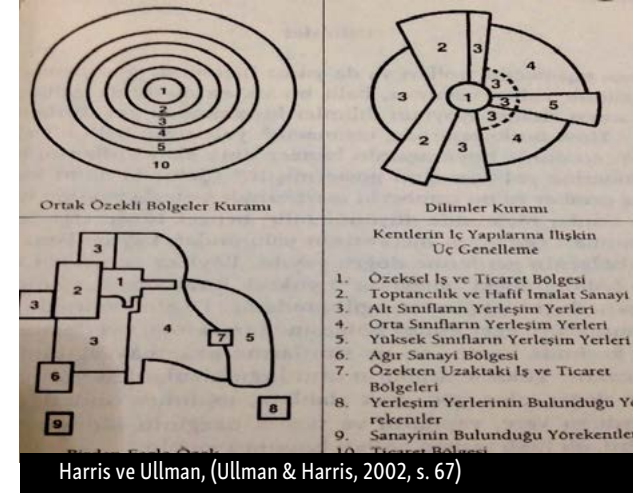 1
2
3
4
5
10
Ortak Özekli Bölgeler Kuramı
2
3
4
3
3
1
3
5
3
2
3
4
Dilimler Kuramı
3
1
2
3
3
4
7
5
6
8
9
Kentlerin İç Yapılarına İlişkin
Üç Genelleme
1. Özeksel İş ve Ticaret Bölgesi
2. Toptancılık ve Hafif İmalat Sanayi
3. Alt Sınıfların Yerleşim Yerleri
4. Orta Sınıfların Yerleşim Yerleri
5. Yüksek Sınıfların Yerleşim Yerleri
Ağır Sanayi Bölgesi
7. Özekten Uzaktaki İş ve Ticaret
Bölgeleri
8. Yerleşim Yerlerinin Bulunduğu
rekentler
9. Sanayinin Bulunduğu Yörekentler
10. Ticaret Bölgesi
Harris ve Ullman, (Ullman & Harris, 2002, s. 67)